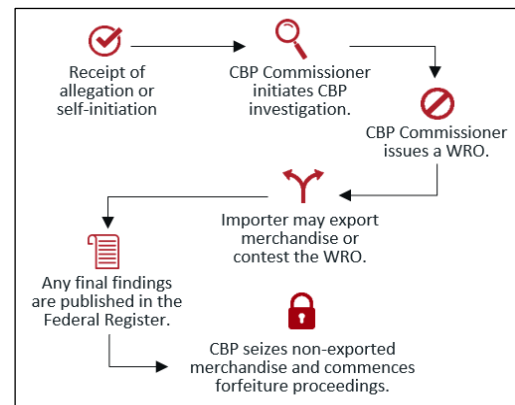 Receipt of
allegation or
self-initiation
CBP Commissioner
initiates CBP
investigation.
CBP Commissioner
issues a WRO.
Importer may export
merchandise or
contest the WRO.
Any final findings
are published in the
Federal Register.
CBP seizes non-exported
merchandise and commences
forfeiture proceedings.